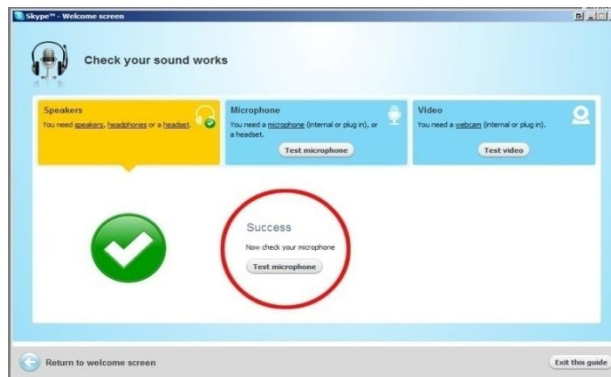 Skype™ - Welcome screen
Check your sound works
Speakers
You need speakers, headphones or a headset.
Microphone
You need a microphone (internal or plug in), or
a headset.
Test microphone
Video
You need a webcam (internal or plug in).
Test video
Success
Now check your microphone
Test microphone
Return to welcome screen
Exit this guide